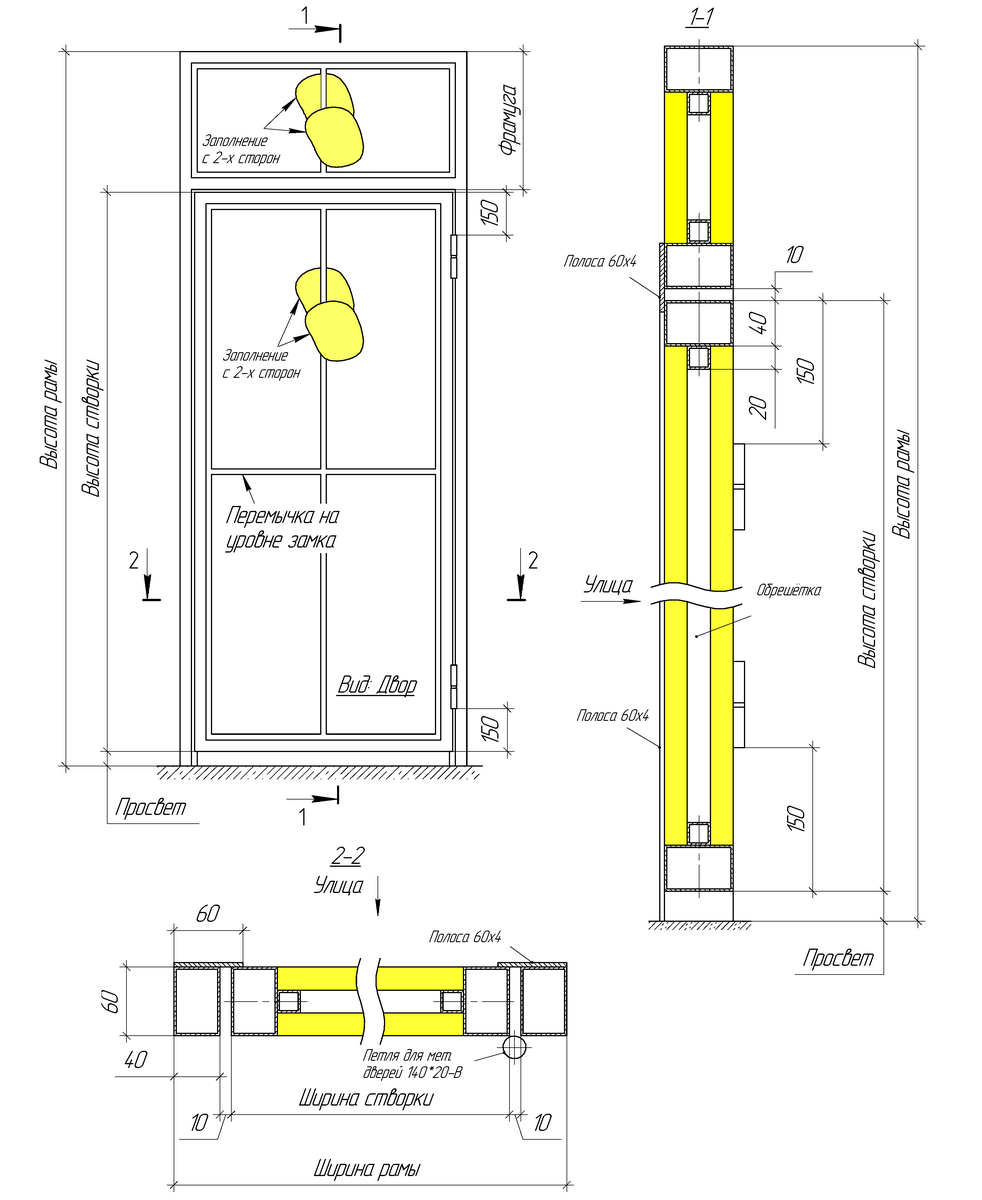 1
1-1
Фрамуга
Заполнение
с 2-х сторон
150
Полоса 60х4
10
40
150
20
Заполнение
с 2-х сторон
Высота рамы
Высота створки
Перемычка на
уровне замка
2
2
Улица
Обрешётка
Высота створки
Высота рамы
Вид: Двор
150
Полоса 60х4
150
Просвет
1
2-2
Улица
60
Полоса 60х4
60
Просвет
40
Петля для мет.
дверей 140*20-В
Ширина створки
10
10
Ширина рамы